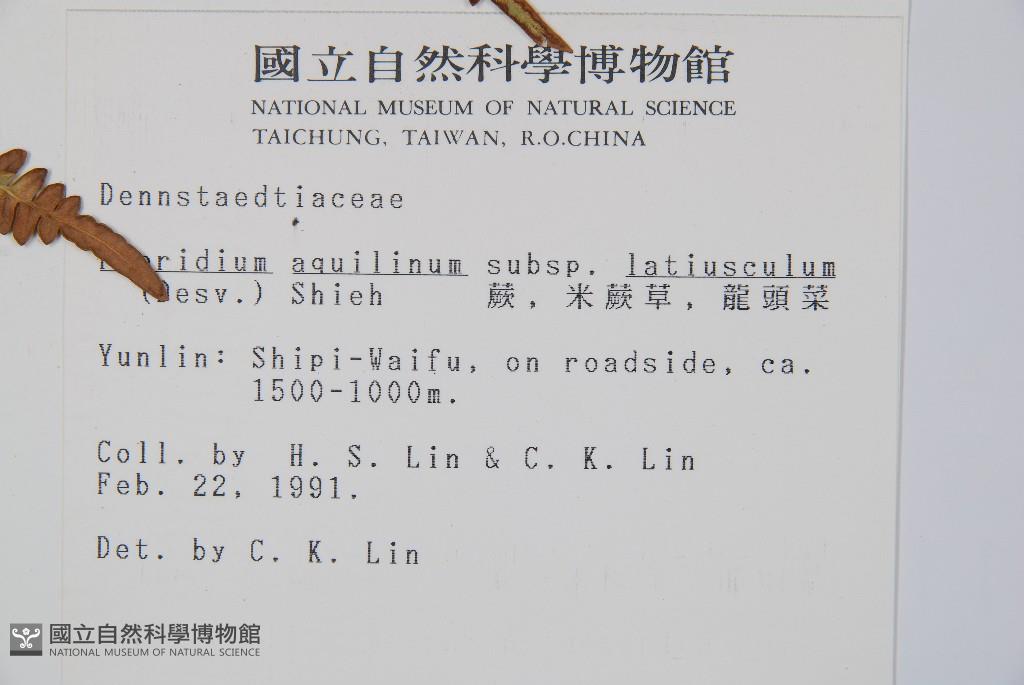 國立自然科學博物館
NATIONAL MUSEUM OF NATURAL SCIENCE
TAICHUNG, TAIWAN, R.O.CHINA
Dennstaedtiaceae
aquilinum subsp. latiusculum
(Desv.) Shieh 蕨, 米蕨草, 龍頭菜
Yunlin: Shipi-Waifu, on roadside, ca.
1500-1000m.
Coll. by H. S. Lin & C. K. Lin
Feb. 22, 1991.
Det. by C. K. Lin
國立自然科學博物館
NATIONAL MUSEUM OF NATURAL SCIENCE